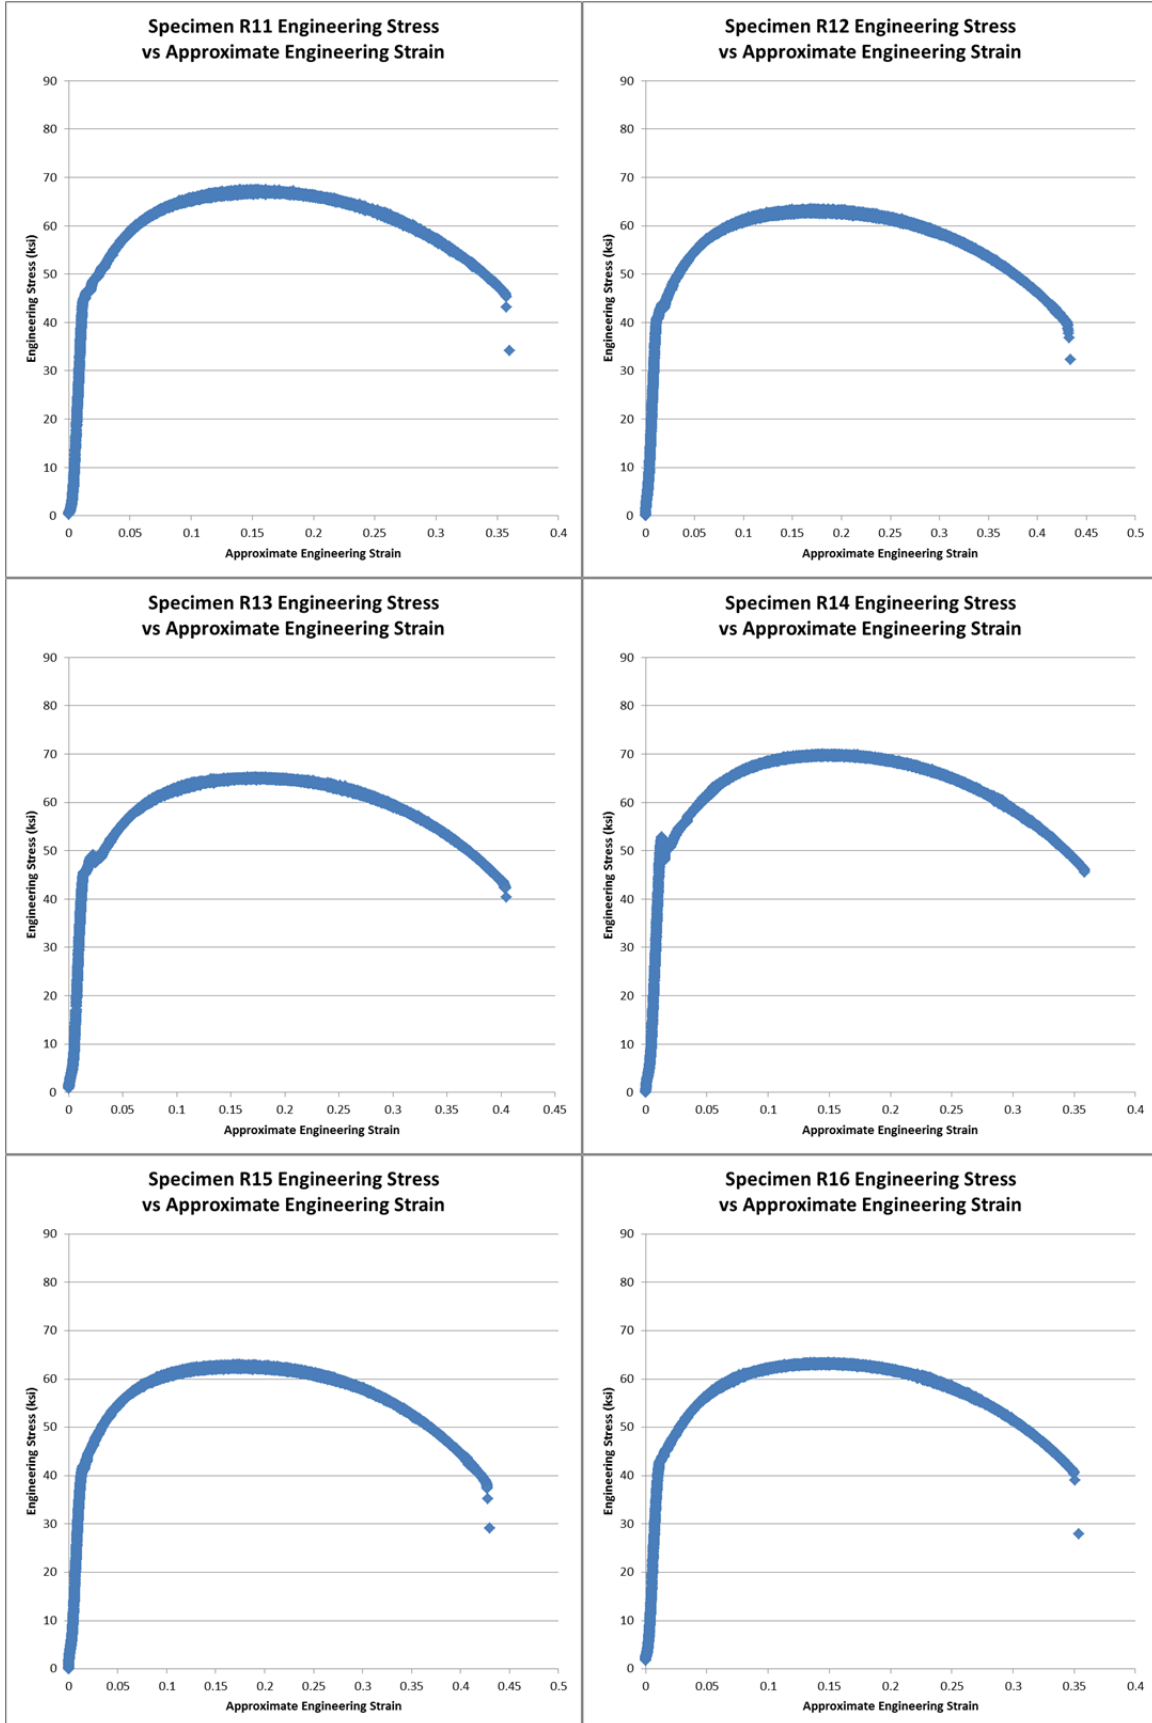 Specimen R11 Engineering Stress
vs Approximate Engineering Strain
90
80
70
60
50
40
30
20
10
0
Engineering Stress (ksi)
0 0.05 0.1 0.15 0.2 0.25 0.3 0.35 0.4
Approximate Engineering Strain
Specimen R12 Engineering Stress
vs Approximate Engineering Strain
90
80
70
60
50
40
30
20
10
0
Engineering Stress (ksi)
0 0.05 0.1 0.15 0.2 0.25 0.3 0.35 0.4 0.45 0.5
Approximate Engineering Strain
Specimen R13 Engineering Stress
vs Approximate Engineering Strain
90
80
70
60
50
40
30
20
10
0
Engineering Stress (ksi)
0 0.05 0.1 0.15 0.2 0.25 0.3 0.35 0.4 0.45
Approximate Engineering Strain
Specimen R14 Engineering Stress
vs Approximate Engineering Strain
90
80
70
60
50
40
30
20
10
0
Engineering Stress (ksi)
0 0.05 0.1 0.15 0.2 0.25 0.3 0.35 0.4
Approximate Engineering Strain
Specimen R15 Engineering Stress
vs Approximate Engineering Strain
90
80
70
60
50
40
30
20
10
0
Engineering Stress (ksi)
0 0.05 0.1 0.15 0.2 0.25 0.3 0.35 0.4 0.45 0.5
Approximate Engineering Strain
Specimen R16 Engineering Stress
vs Approximate Engineering Strain
90
80
70
60
50
40
30
20
10
0
Engineering Stress (ksi)
0 0.05 0.1 0.15 0.2 0.25 0.3 0.35 0.4
Approximate Engineering Strain